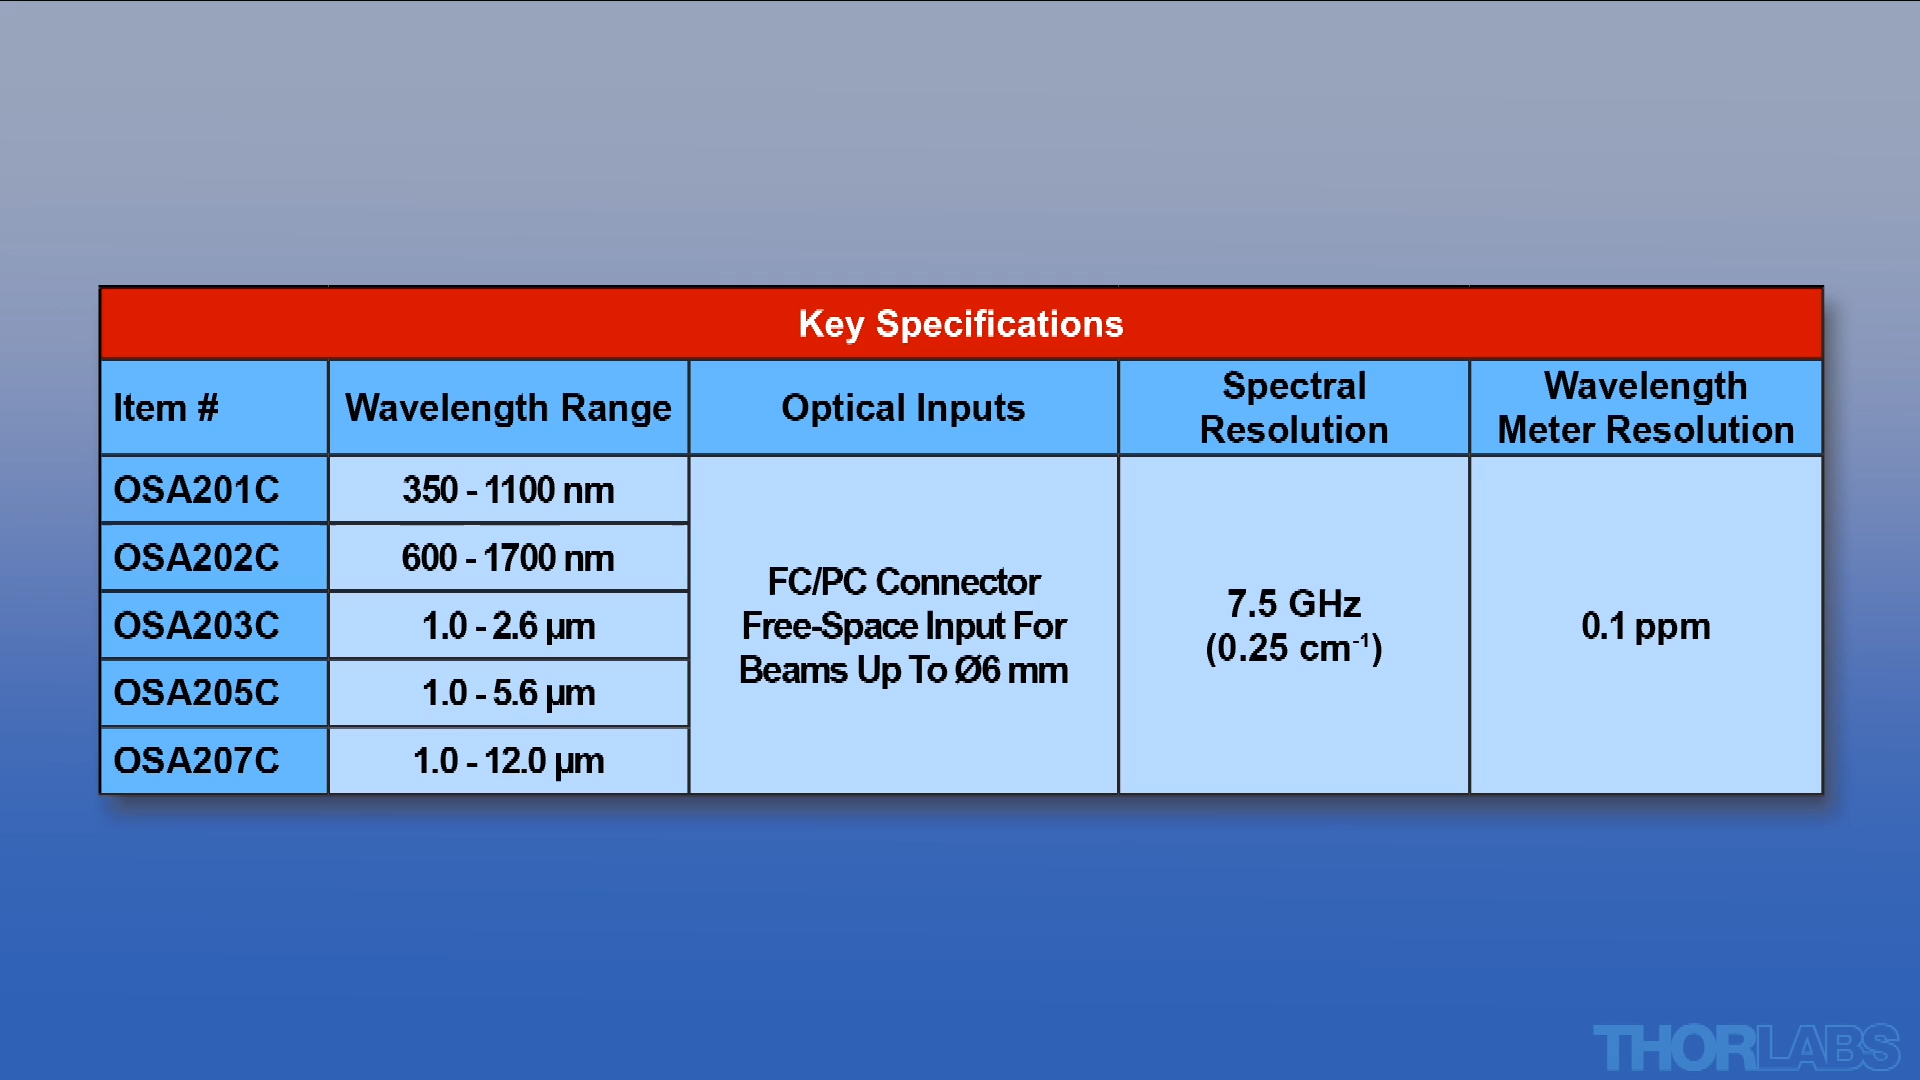 Key Specifications
Item #
Wavelength Range
Optical Inputs
Spectral
Resolution
Wavelength
Meter Resolution
OSA201C
350 - 1100 nm
OSA202C
600 - 1700 nm
OSA203C
1.0 - 2.6 µm
OSA205C
1.0 - 5.6 µm
OSA207C
1.0 - 12.0 µm
FC/PC Connector
Free-Space Input For
Beams Up To Ø6 mm
7.5 GHz
(0.25 cm⁻¹)
0.1 ppm
THORLABS